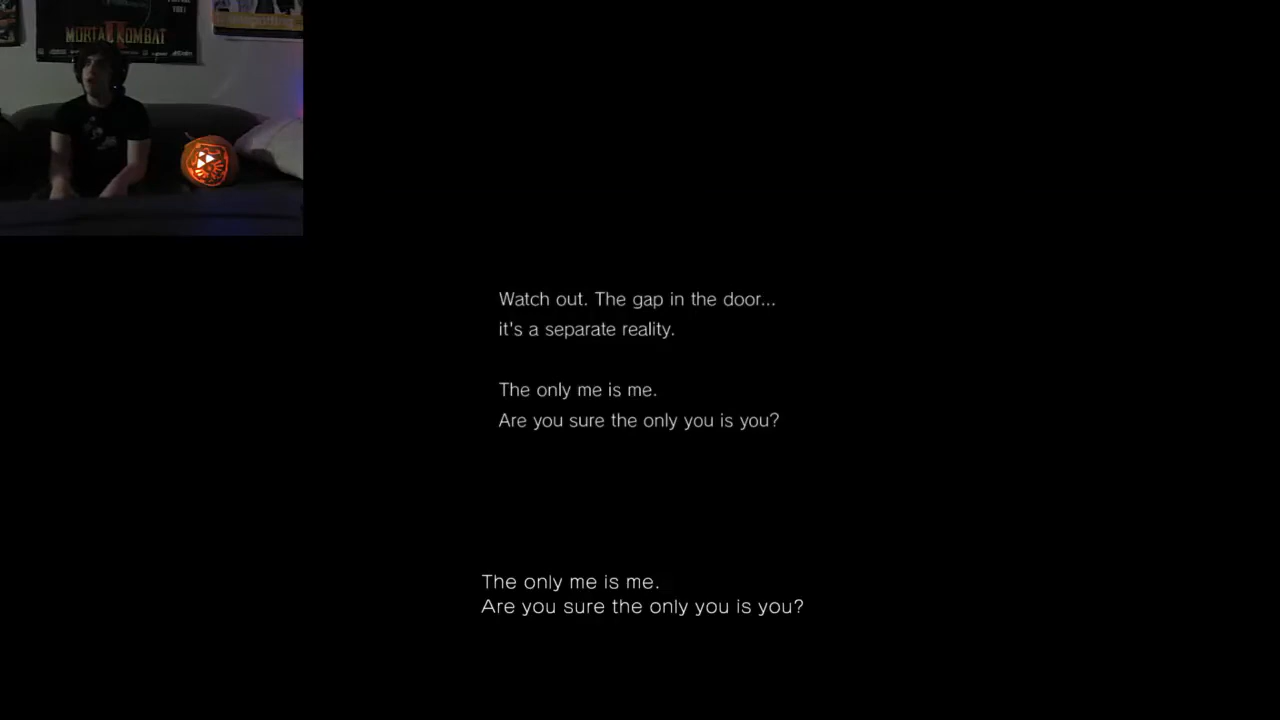 MORTAL KOMBAT
II
Watch out. The gap in the door...
it's a separate reality.
The only me is me.
Are you sure the only you is you?
The only me is me.
Are you sure the only you is you?